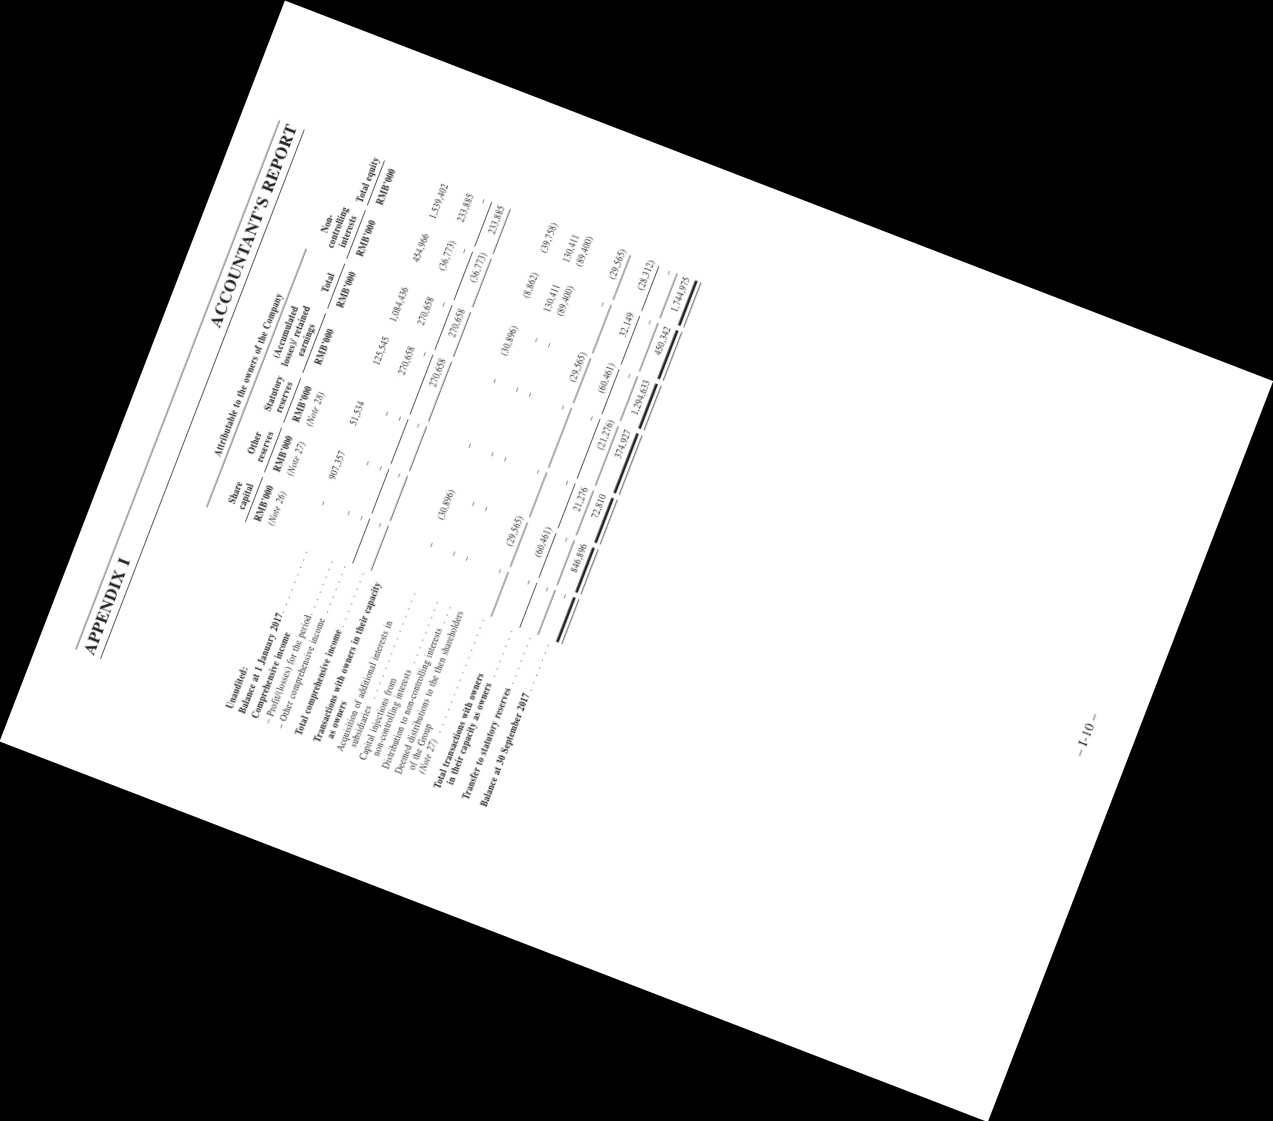 APPENDIX I ACCOUNTANT'S REPORT
Attributable to the owners of the Company
Share capital Other reserves Statutory reserves (Accumulated losses)/ retained earnings Total Non-controlling interests Total equity
RMB'000 RMB'000 RMB'000 RMB'000 RMB'000 RMB'000 RMB'000
(Note 26) (Note 27) (Note 28)
Unaudited:
Balance at 1 January 2017 . . . . . . . . . . – 907,357 51,534 125,545 1,084,436 454,966 1,539,402
Comprehensive income
– Profit/(losses) for the period. . . . . . . . – – – 270,658 270,658 (36,773) 233,885
– Other comprehensive income . . . . . . . . – – – – – – –
Total comprehensive income . . . . . . . . – – – 270,658 270,658 (36,773) 233,885
Transactions with owners in their capacity
as owners
Acquisition of additional interests in
subsidiaries . . . . . . . . . . . . . . . . – (30,896) – – (30,896) (8,862) (39,758)
Capital injections from
non-controlling interests . . . . . . . . . . – – – – – 130,411 130,411
Distribution to non-controlling interests . . . – – – – – (89,400) (89,400)
Deemed distributions to the then shareholders
of the Group
(Note 27) . . . . . . . . . . . . . . . . . – (29,565) – – (29,565) – (29,565)
Total transactions with owners
in their capacity as owners . . . . . . . – (60,461) – – (60,461) 32,149 (28,312)
Transfer to statutory reserves . . . . . . . – – 21,276 (21,276) – – –
Balance at 30 September 2017 . . . . . . . – 846,896 72,810 374,927 1,294,633 450,342 1,744,975
– I-10 –